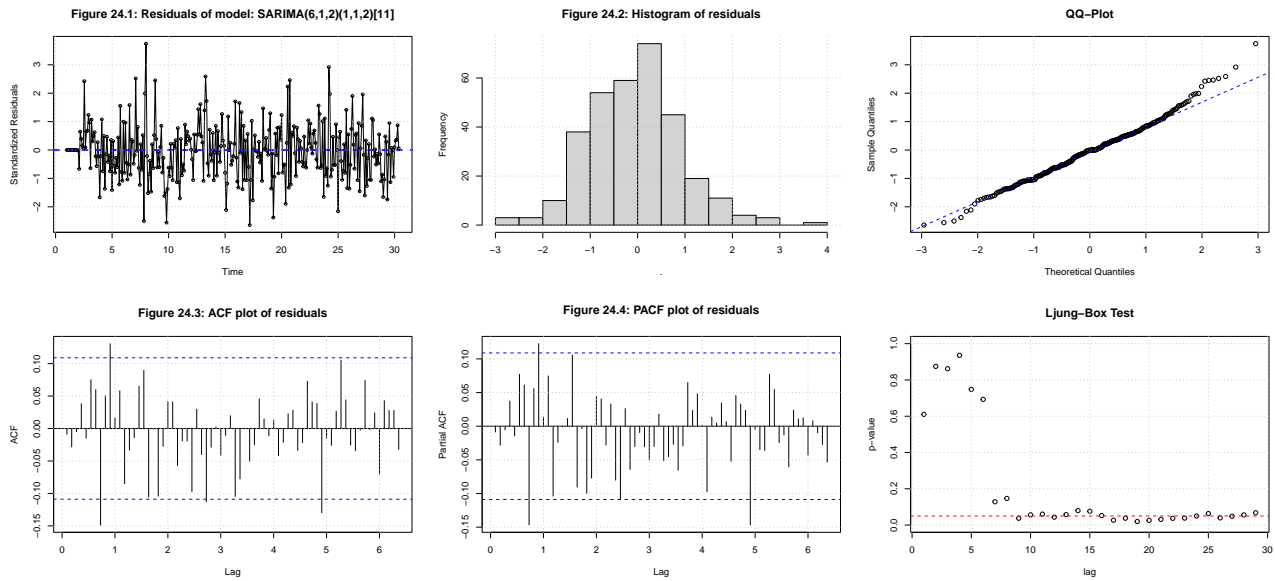 Figure 24.1: Residuals of model: SARIMA(6,1,2)(1,1,2)[11]
Standardized Residuals
3
2
1
0
−1
−2
0 5 10 15 20 25 30
Time
Figure 24.2: Histogram of residuals
Frequency
60
40
20
0
−3 −2 −1 0 1 2 3 4
.
QQ−Plot
Sample Quantiles
3
2
1
0
−1
−2
−3 −2 −1 0 1 2 3
Theoretical Quantiles
Figure 24.3: ACF plot of residuals
ACF
0.10
0.05
0.00
−0.05
−0.10
−0.15
0 1 2 3 4 5 6
Lag
Figure 24.4: PACF plot of residuals
Partial ACF
0.10
0.05
0.00
−0.05
−0.10
−0.15
0 1 2 3 4 5 6
Lag
Ljung−Box Test
p−value
1.0
0.8
0.6
0.4
0.2
0.0
0 5 10 15 20 25 30
lag